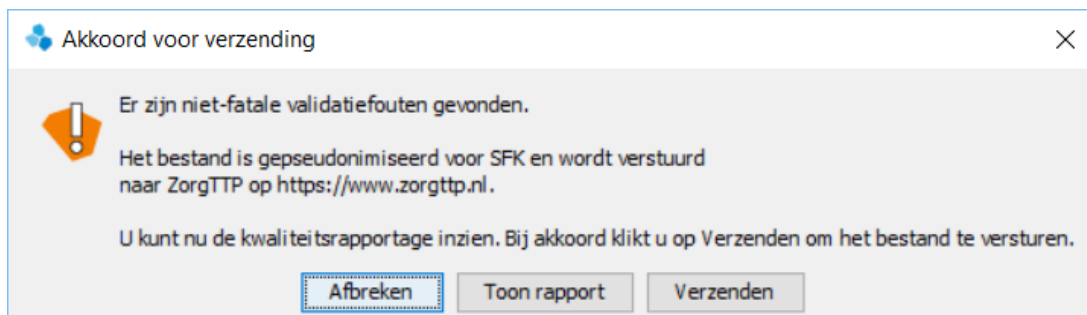 Akkoord voor verzending
Er zijn niet-fatale validatiefouten gevonden.
Het bestand is gepseudonimiseerd voor SFK en wordt verstuurd
naar ZorgTTP op https://www.zorgttp.nl.
U kunt nu de kwaliteitsrapportage inzien. Bij akkoord klikt u op Verzenden om het bestand te versturen.
Afbreken Toon rapport Verzenden